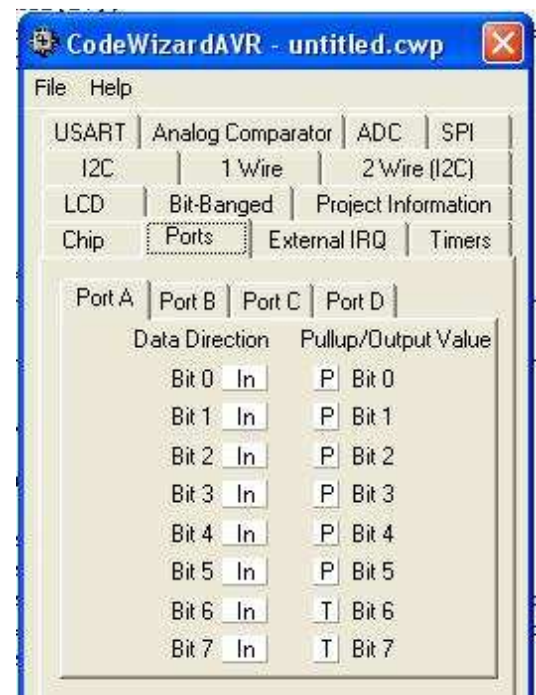 CodeWizardAVR - untitled.cwp
File Help
USART Analog Comparator ADC SPI
I2C 1 Wire 2 Wire (I2C)
LCD Bit-Banged Project Information
Chip Ports External IRQ Timers
Port A Port B Port C Port D
Data Direction Pullup/Output Value
Bit 0 In P Bit 0
Bit 1 In P Bit 1
Bit 2 In P Bit 2
Bit 3 In P Bit 3
Bit 4 In P Bit 4
Bit 5 In P Bit 5
Bit 6 In T Bit 6
Bit 7 In T Bit 7